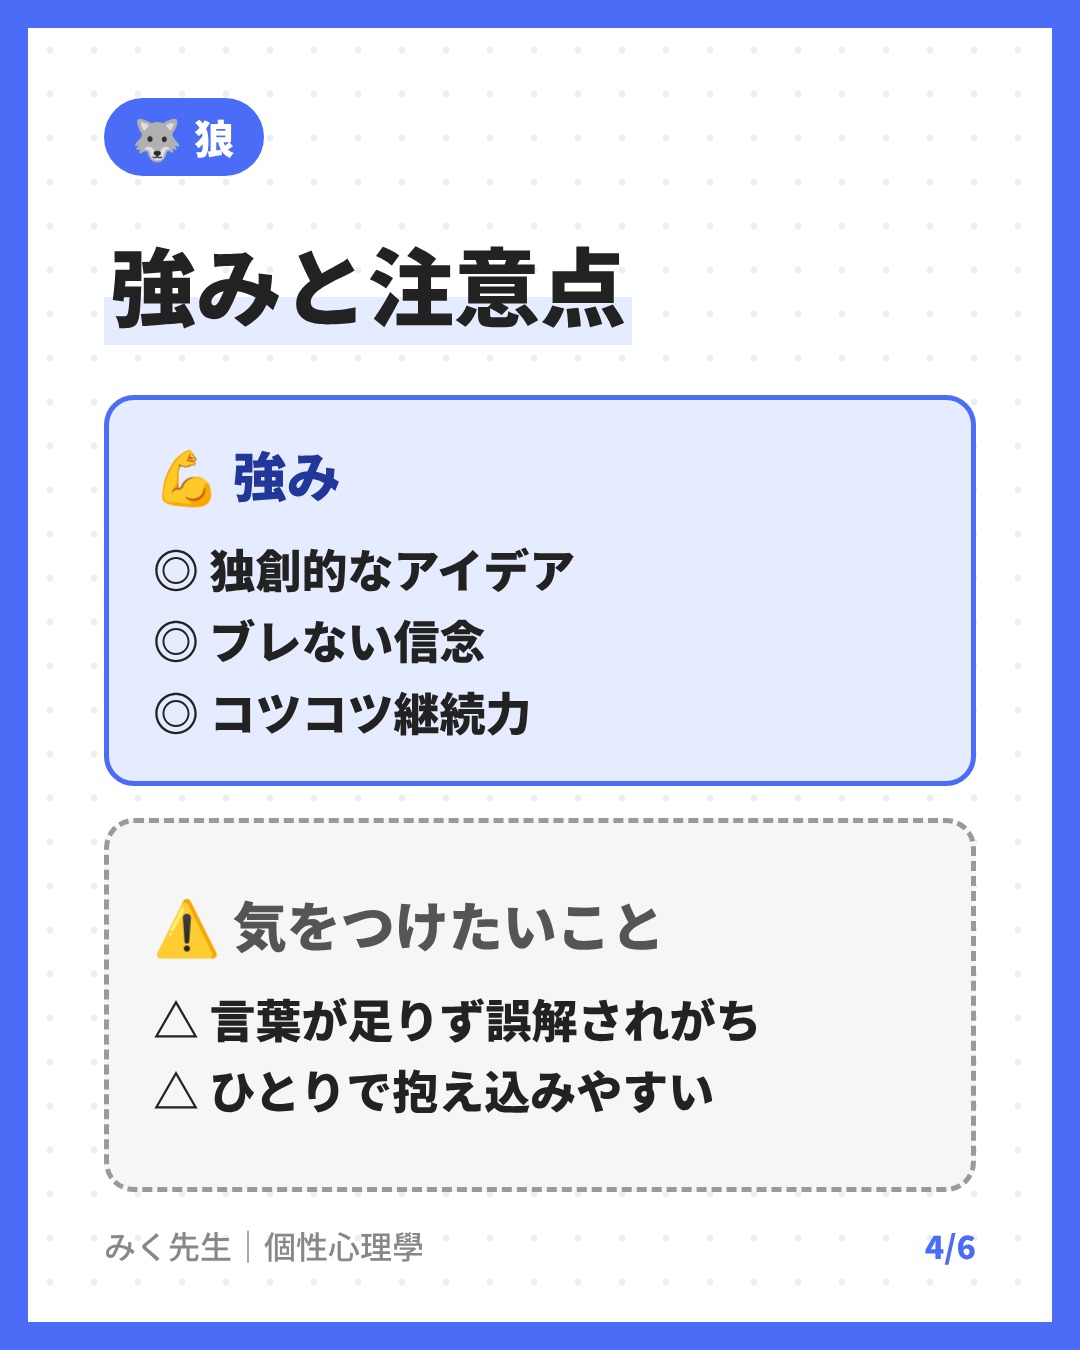 🐺 狼
強みと注意点
💪 強み
◎ 独創的なアイデア
◎ ブレない信念
◎ コツコツ継続力
⚠️ 気をつけたいこと
△ 言葉が足りず誤解されがち
△ ひとりで抱え込みやすい
みく先生｜個性心理學
4/6